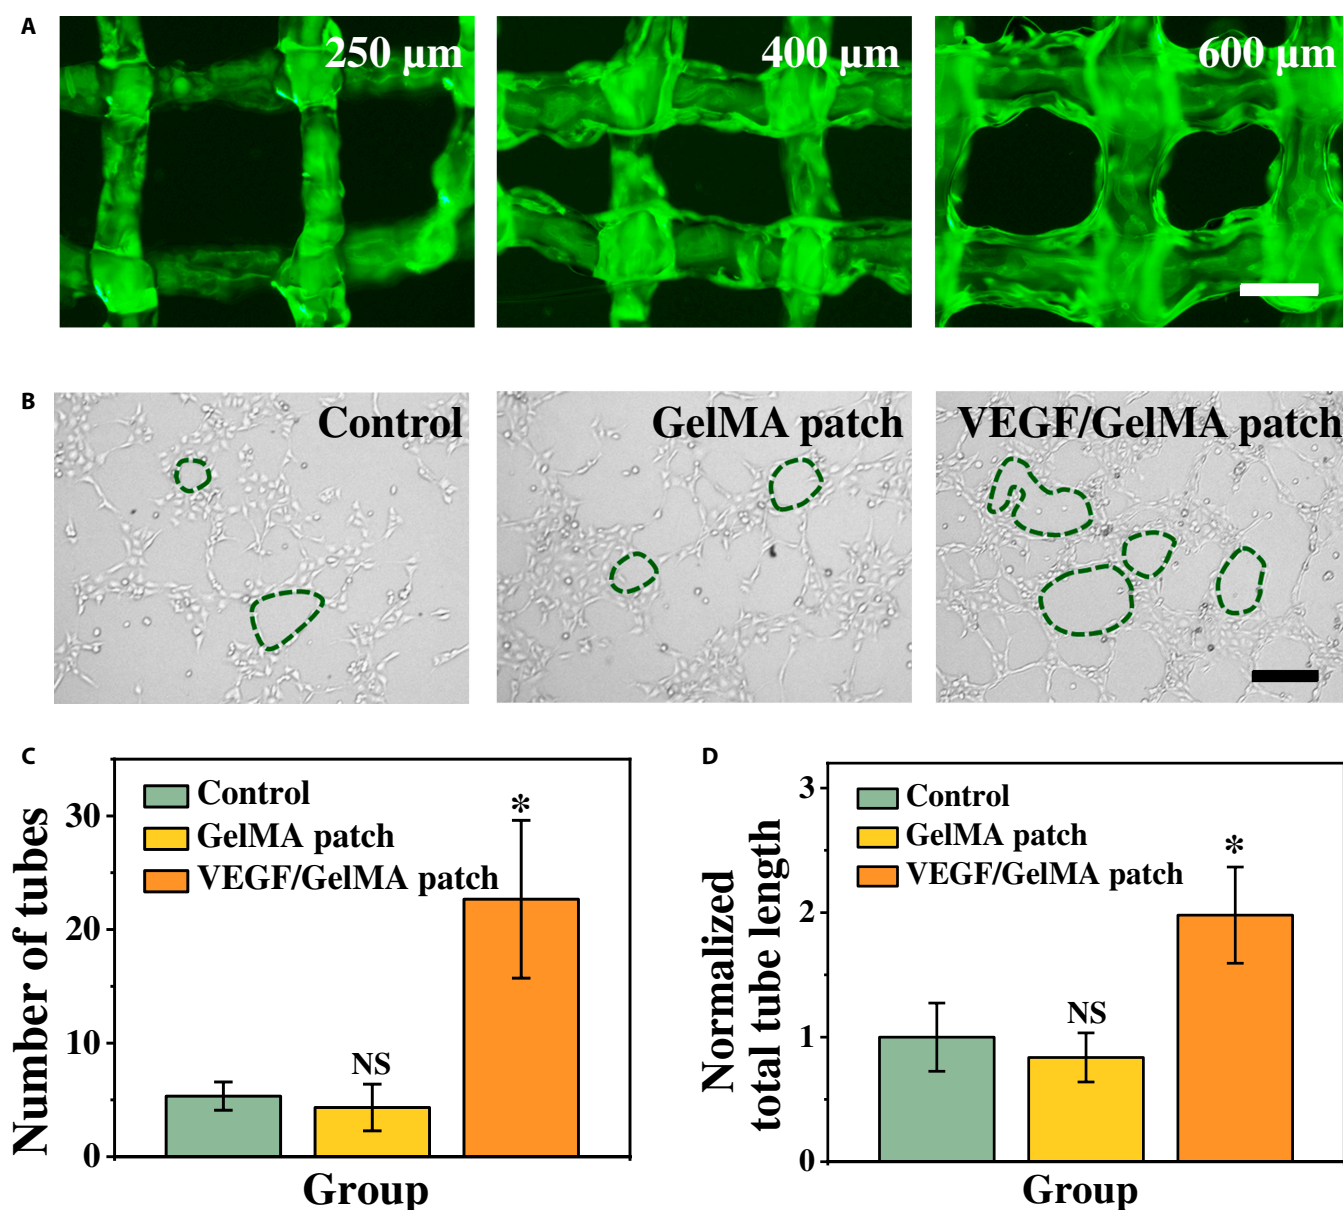 A
250 µm
400 µm
600 µm
B
Control
GelMA patch
VEGF/GelMA patch
C
Number of tubes
30
20
10
0
Control
GelMA patch
VEGF/GelMA patch
NS
*
Group
D
Normalized
total tube length
3
2
1
0
Control
GelMA patch
VEGF/GelMA patch
NS
*
Group